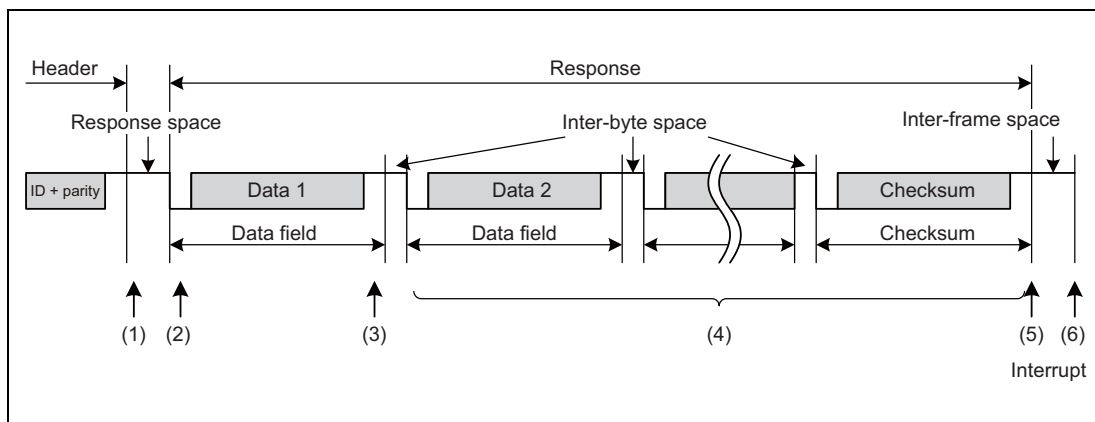 Header
Response
Response space
Inter-byte space
Inter-frame space
ID + parity
Data 1
Data 2
Checksum
Data field
Data field
Checksum
(1)
(2)
(3)
(4)
(5)
(6)
Interrupt